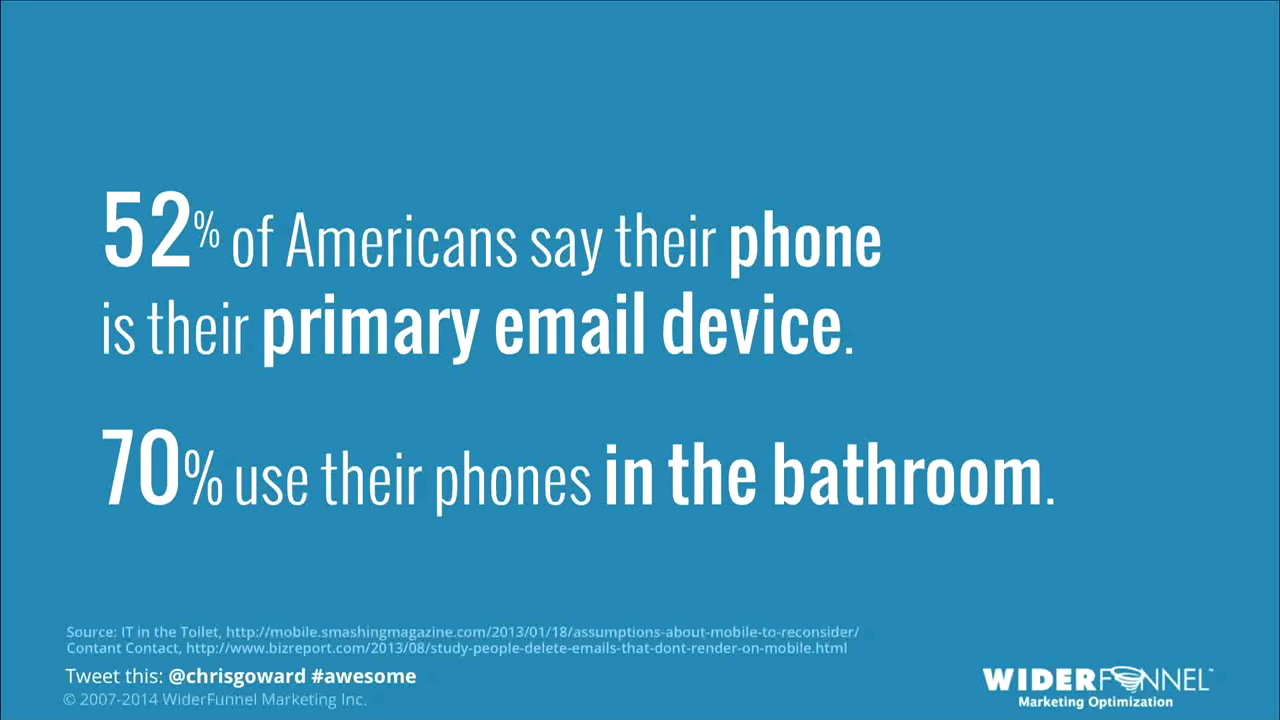 52% of Americans say their phone
is their primary email device.
70% use their phones in the bathroom.
Source: IT in the Toilet, http://mobile.smashingmagazine.com/2013/01/18/assumptions-about-mobile-to-reconsider/
Contant Contact, http://www.bizreport.com/2013/08/study-people-delete-emails-that-dont-render-on-mobile.html
Tweet this: @chrisgoward #awesome
© 2007-2014 WiderFunnel Marketing Inc.
WIDERFUNNEL™
Marketing Optimization